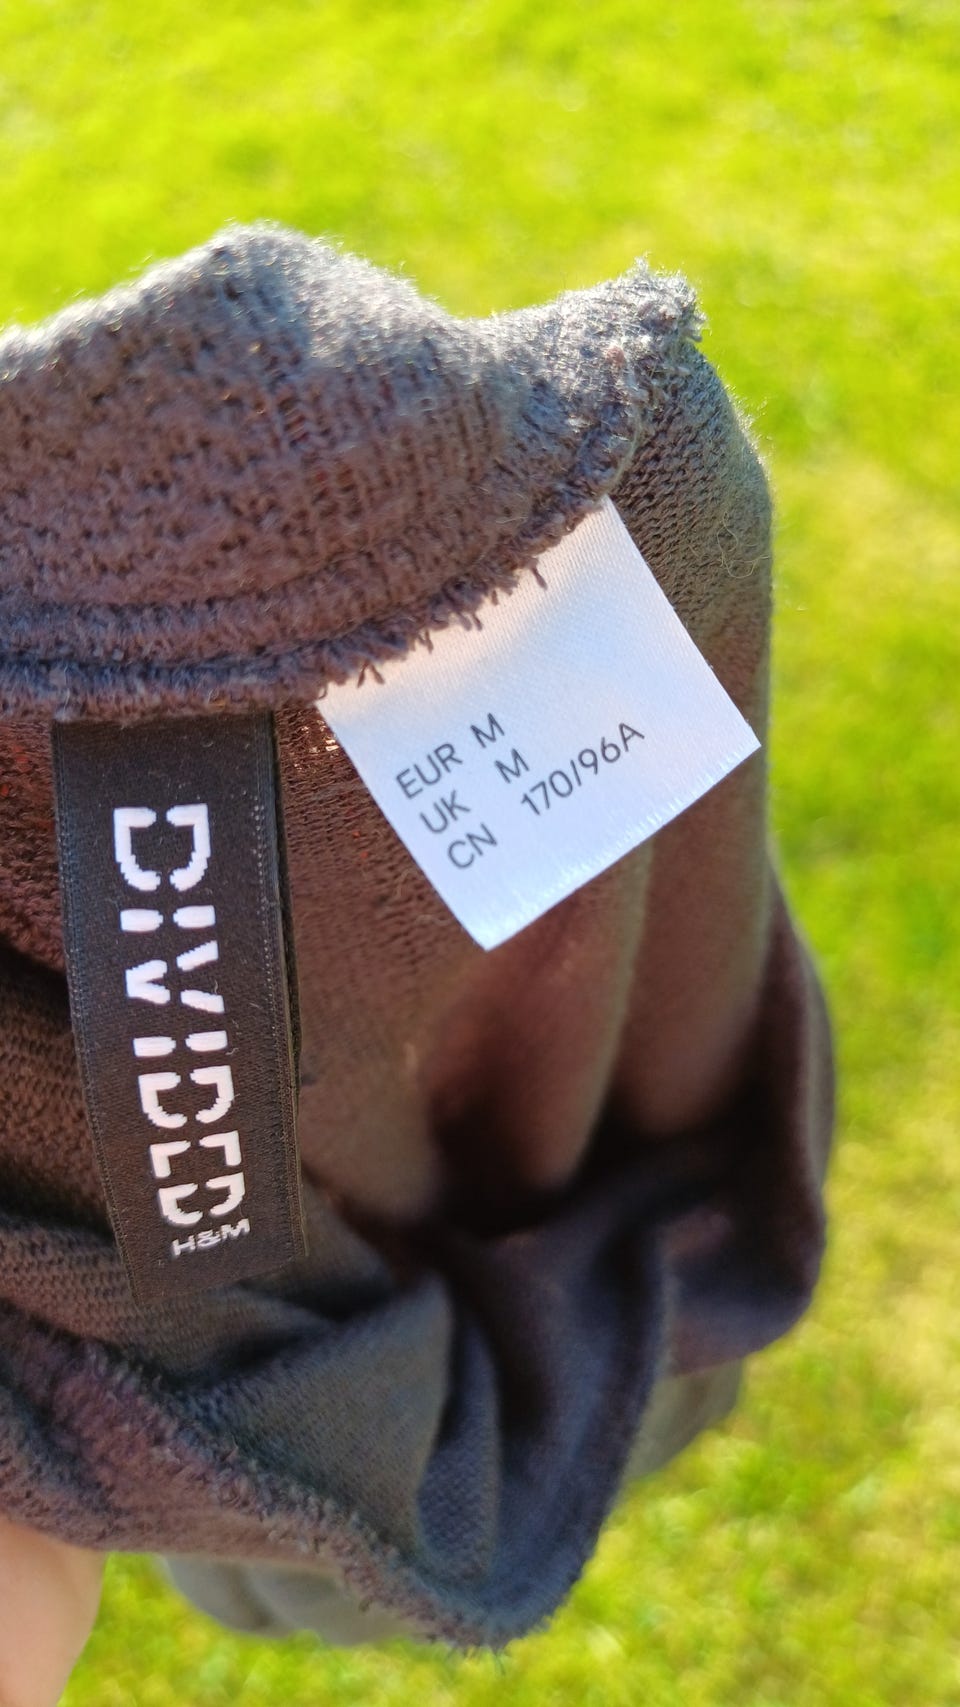 EUR M
UK M
CN 170/96A
DIVIDED
H&M